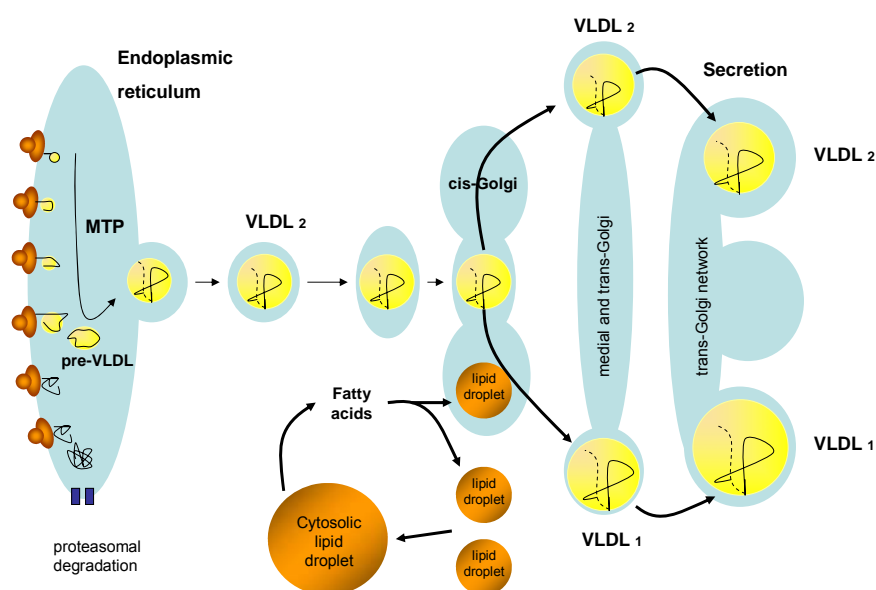 VLDL 2
Endoplasmic
reticulum
Secretion
VLDL 2
cis-Golgi
MTP
VLDL 2
medial and trans-Golgi
trans-Golgi network
pre-VLDL
lipid
droplet
Fatty
acids
VLDL 1
lipid
droplet
Cytosolic
lipid
droplet
VLDL 1
proteasomal
degradation
lipid
droplet